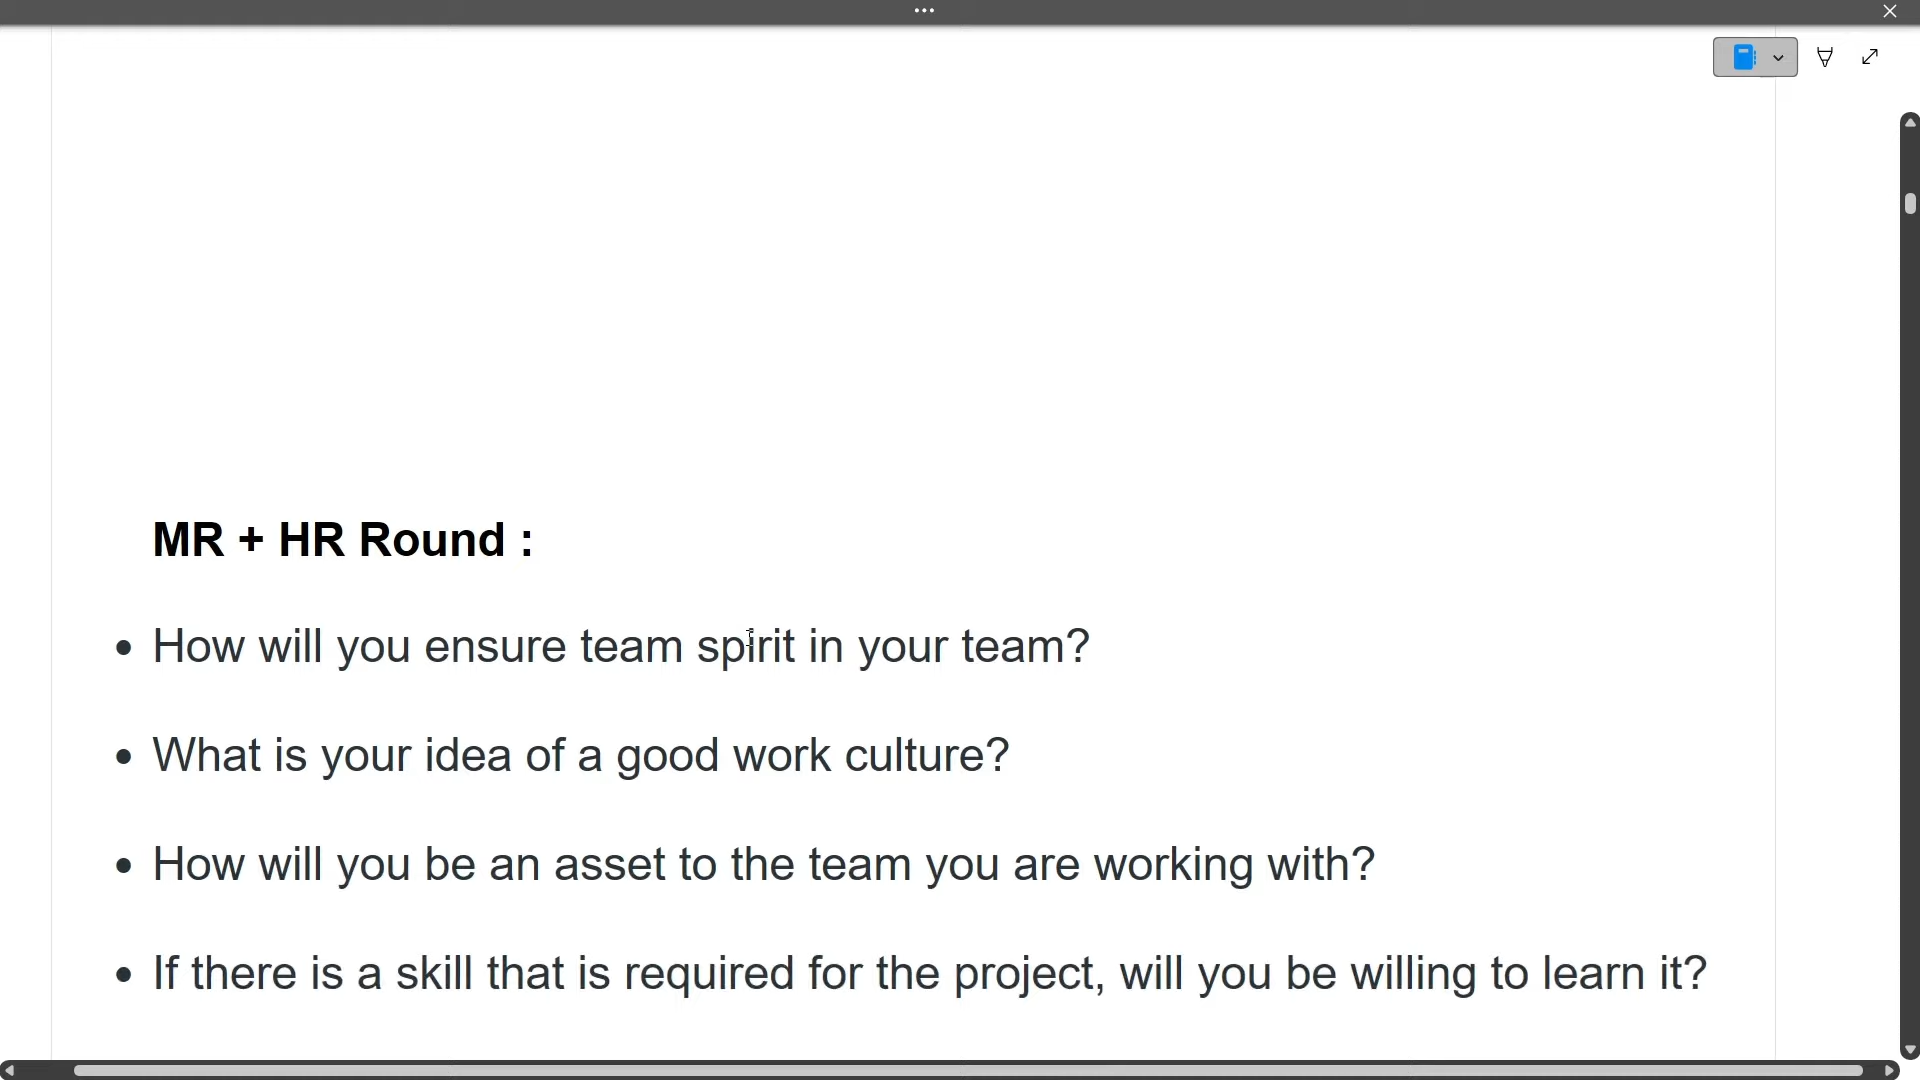 MR + HR Round :
• How will you ensure team spirit in your team?
• What is your idea of a good work culture?
• How will you be an asset to the team you are working with?
• If there is a skill that is required for the project, will you be willing to learn it?